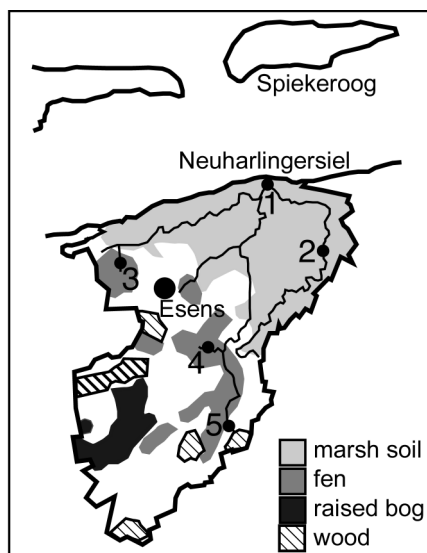 Spiekeroog
Neuharlingersiel
1
2
3
Esens
4
5
marsh soil
fen
raised bog
wood